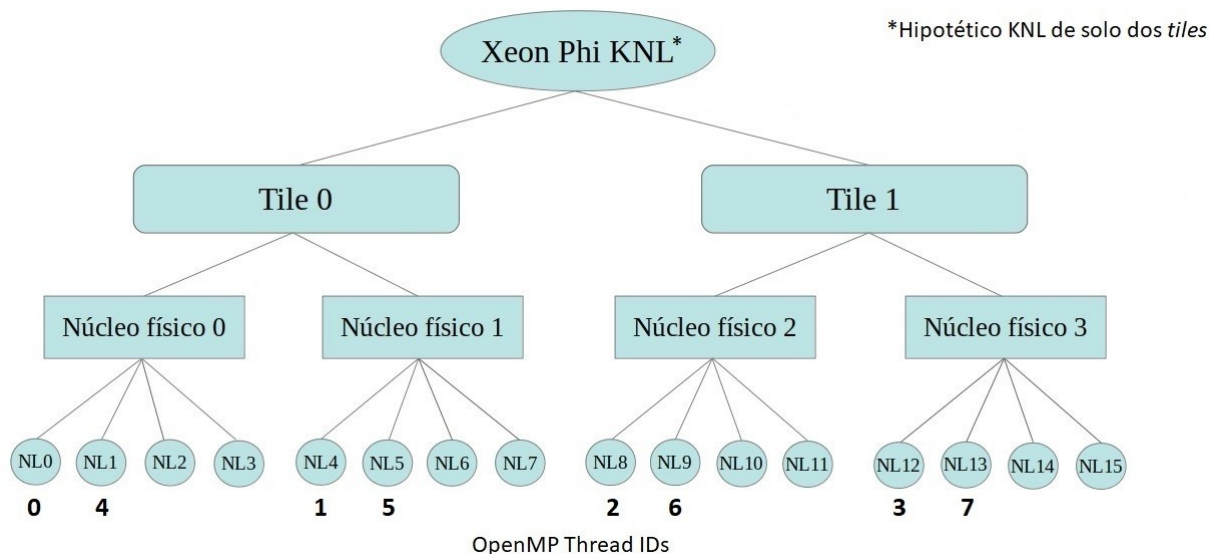 *Hipotético KNL de solo dos tiles
Xeon Phi KNL*
Tile 0
Tile 1
Núcleo físico 0
Núcleo físico 1
Núcleo físico 2
Núcleo físico 3
NL0 NL1 NL2 NL3 NL4 NL5 NL6 NL7 NL8 NL9 NL10 NL11 NL12 NL13 NL14 NL15
0 4 1 5 2 6 3 7
OpenMP Thread IDs